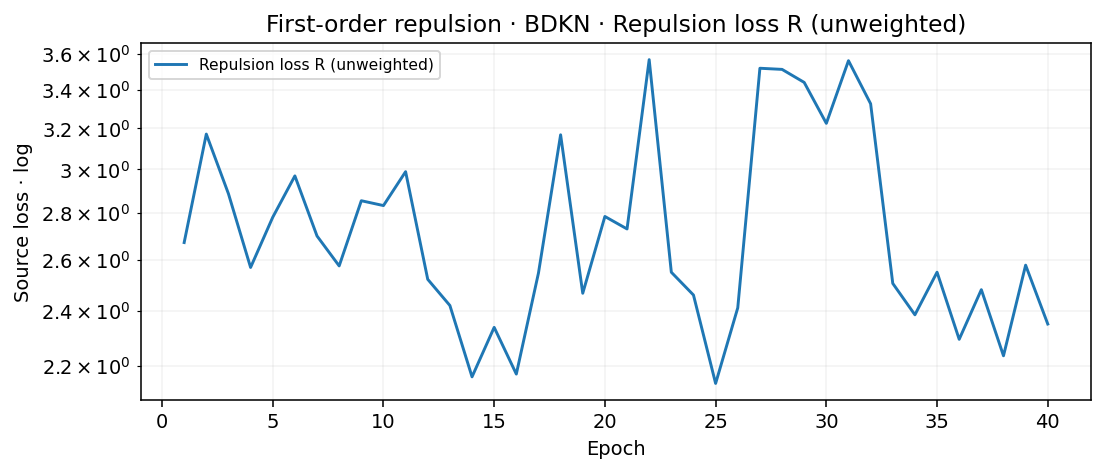 First-order repulsion · BDKN · Repulsion loss R (unweighted)
Repulsion loss R (unweighted)
Source loss · log
3.6 × 10⁰
3.4 × 10⁰
3.2 × 10⁰
3 × 10⁰
2.8 × 10⁰
2.6 × 10⁰
2.4 × 10⁰
2.2 × 10⁰
0 5 10 15 20 25 30 35 40
Epoch